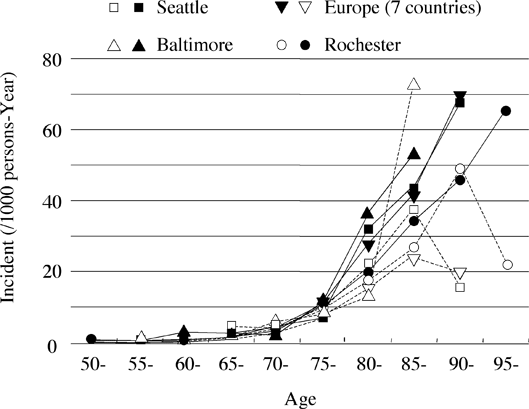 Seattle Europe (7 countries)
Baltimore Rochester
Incident (/1000 persons-Year)
80
60
40
20
0
50- 55- 60- 65- 70- 75- 80- 85- 90- 95-
Age